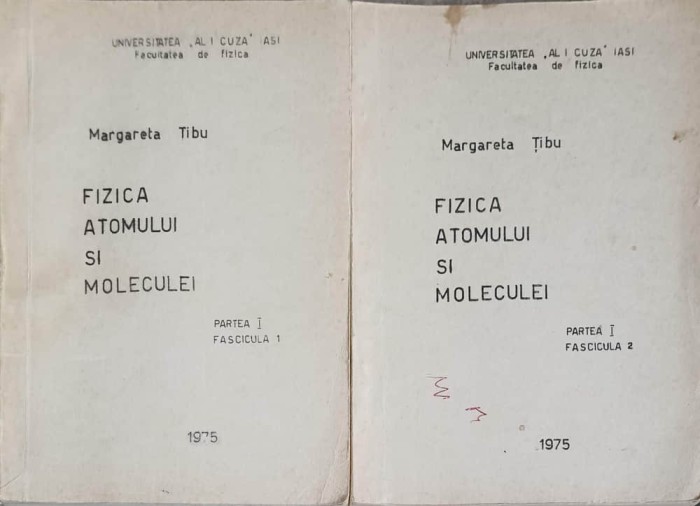 UNIVERSITATEA „AL I CUZA" IASI
Facultatea de fizica
Margareta Tibu
FIZICA
ATOMULUI
SI
MOLECULEI
PARTEA I
FASCICULA 1
1975
UNIVERSITATEA „AL I CUZA" IASI
Facultatea de fizica
Margareta Țibu
FIZICA
ATOMULUI
SI
MOLECULEI
PARTEA I
FASCICULA 2
1975